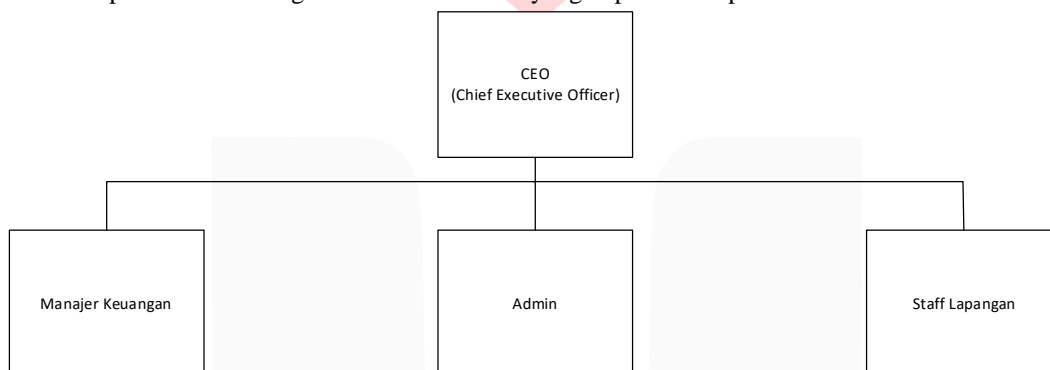 CEO
(Chief Executive Officer)
Manajer Keuangan
Admin
Staff Lapangan